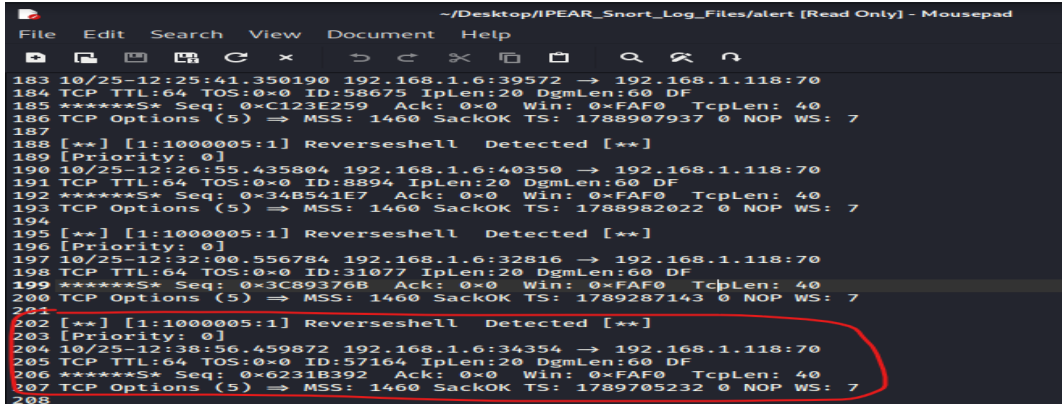 ~/Desktop/IPEAR_Snort_Log_Files/alert [Read Only] - Mousepad
File Edit Search View Document Help
183 10/25-12:25:41.350190 192.168.1.6:39572 → 192.168.1.118:70
184 TCP TTL:64 TOS:0×0 ID:58675 IpLen:20 DgmLen:60 DF
185 ******S* Seq: 0×C123E259 Ack: 0×0 Win: 0×FAF0 TcpLen: 40
186 TCP Options (5) ⇒ MSS: 1460 SackOK TS: 1788907937 0 NOP WS: 7
187
188 [**] [1:1000005:1] Reverseshell Detected [**]
189 [Priority: 0]
190 10/25-12:26:55.435804 192.168.1.6:40350 → 192.168.1.118:70
191 TCP TTL:64 TOS:0×0 ID:8894 IpLen:20 DgmLen:60 DF
192 ******S* Seq: 0×34B541E7 Ack: 0×0 Win: 0×FAF0 TcpLen: 40
193 TCP Options (5) ⇒ MSS: 1460 SackOK TS: 1788982022 0 NOP WS: 7
194
195 [**] [1:1000005:1] Reverseshell Detected [**]
196 [Priority: 0]
197 10/25-12:32:00.556784 192.168.1.6:32816 → 192.168.1.118:70
198 TCP TTL:64 TOS:0×0 ID:31077 IpLen:20 DgmLen:60 DF
199 ******S* Seq: 0×3C89376B Ack: 0×0 Win: 0×FAF0 TcpLen: 40
200 TCP Options (5) ⇒ MSS: 1460 SackOK TS: 1789287143 0 NOP WS: 7
201
202 [**] [1:1000005:1] Reverseshell Detected [**]
203 [Priority: 0]
204 10/25-12:38:56.459872 192.168.1.6:34354 → 192.168.1.118:70
205 TCP TTL:64 TOS:0×0 ID:57164 IpLen:20 DgmLen:60 DF
206 ******S* Seq: 0×6231B392 Ack: 0×0 Win: 0×FAF0 TcpLen: 40
207 TCP Options (5) ⇒ MSS: 1460 SackOK TS: 1789705232 0 NOP WS: 7
208